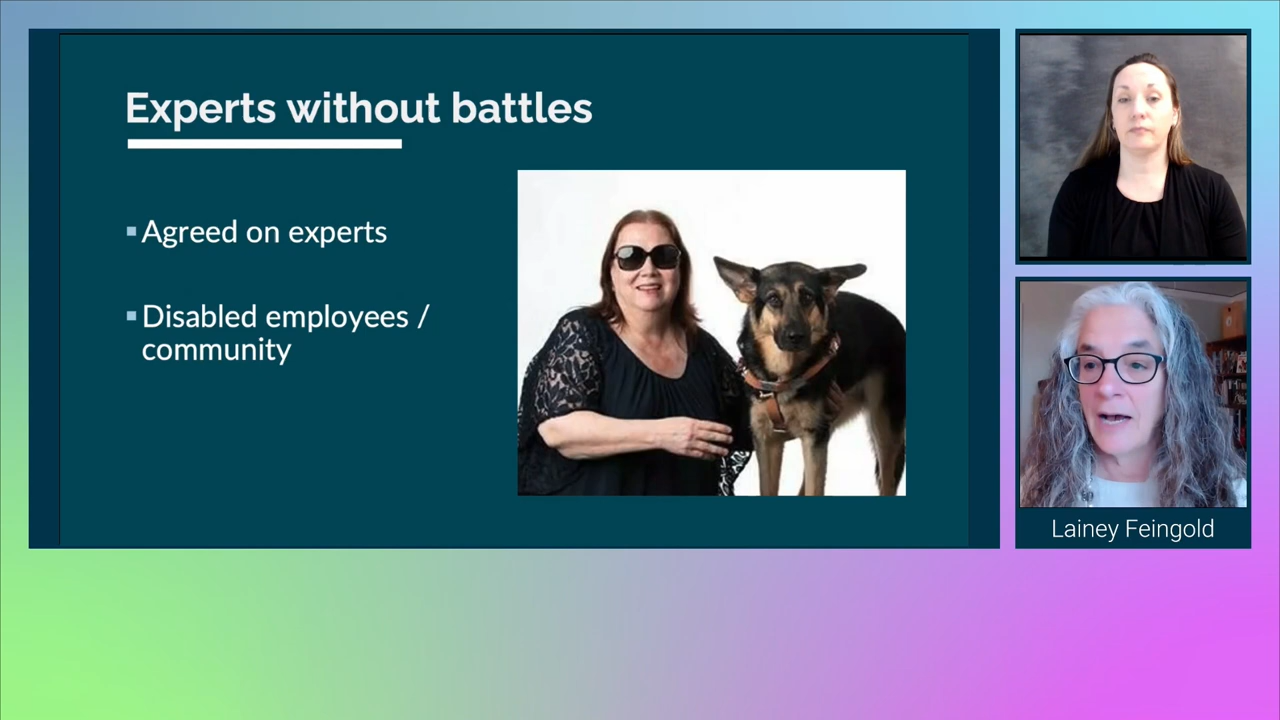 Experts without battles
▪ Agreed on experts
▪ Disabled employees /
community
Lainey Feingold